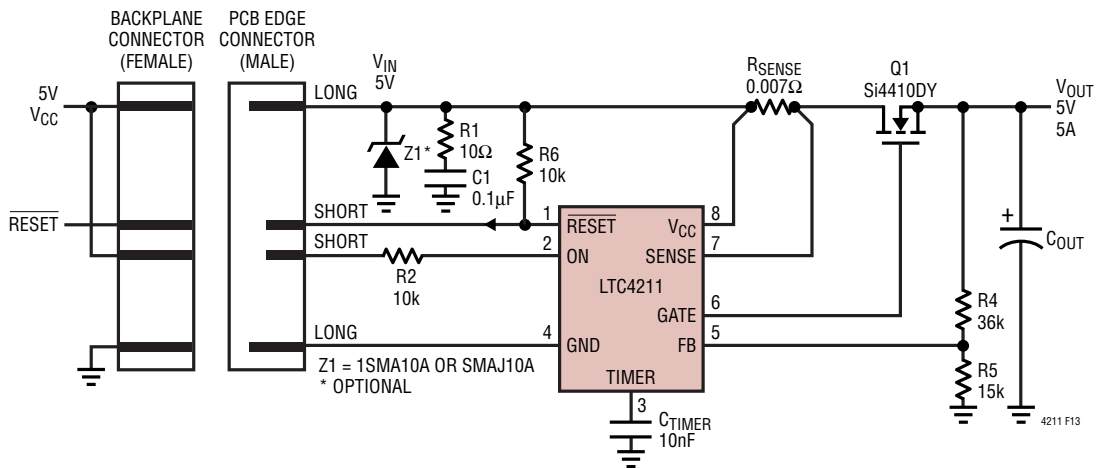 BACKPLANE
CONNECTOR
(FEMALE)
PCB EDGE
CONNECTOR
(MALE)
5V
VCC
LONG
VIN
5V
Z1*
R1
10Ω
C1
0.1µF
R6
10k
RSENSE
0.007Ω
Q1
Si4410DY
VOUT
5V
5A
RESET
SHORT
1
RESET
VCC
8
SHORT
2
ON
SENSE
7
R2
10k
LTC4211
+
COUT
GATE
6
R4
36k
LONG
4
GND
FB
5
Z1 = 1SMA10A OR SMAJ10A
* OPTIONAL
TIMER
R5
15k
3
CTIMER
10nF
4211 F13